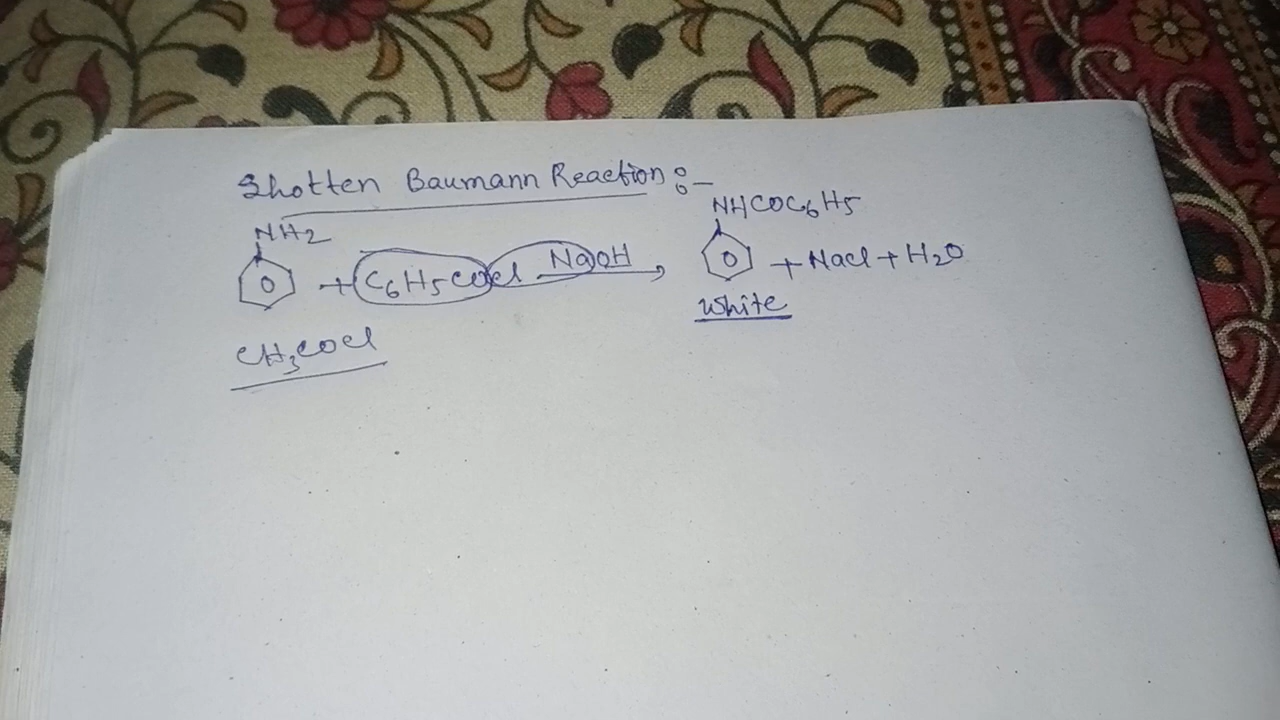 Shotten Baumann Reaction :-
NH2 NHCOC6H5
+ C6H5COCl NaOH → + NaCl + H2O
White
CH3COCl